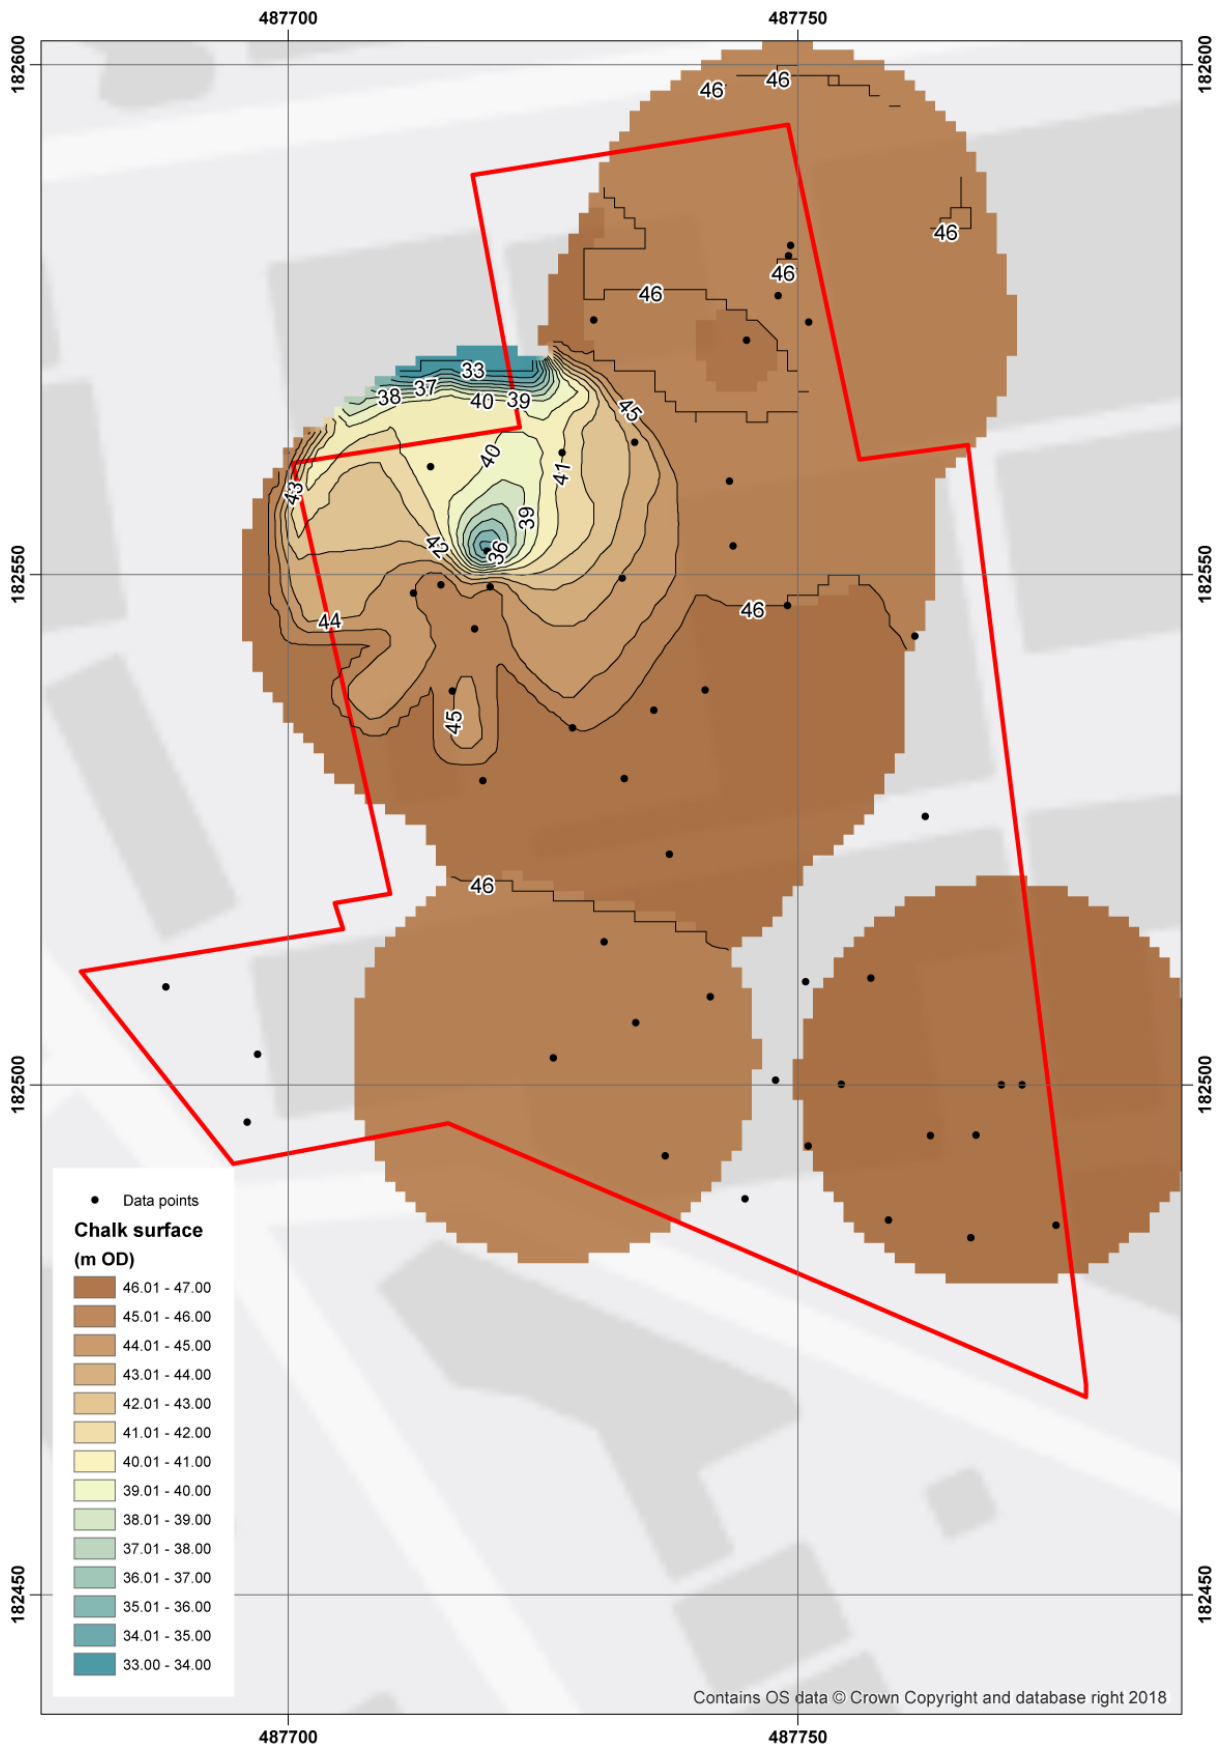 487700 487750
182600 182600
46 46
46
46
46
33
37
38 40 39
45
40
41
43
39
42 36
182550 182550
46
44
45
46
182500 182500
Data points
Chalk surface
(m OD)
46.01 - 47.00
45.01 - 46.00
44.01 - 45.00
43.01 - 44.00
42.01 - 43.00
41.01 - 42.00
40.01 - 41.00
39.01 - 40.00
38.01 - 39.00
37.01 - 38.00
36.01 - 37.00
35.01 - 36.00
34.01 - 35.00
33.00 - 34.00
182450 182450
Contains OS data © Crown Copyright and database right 2018
487700 487750